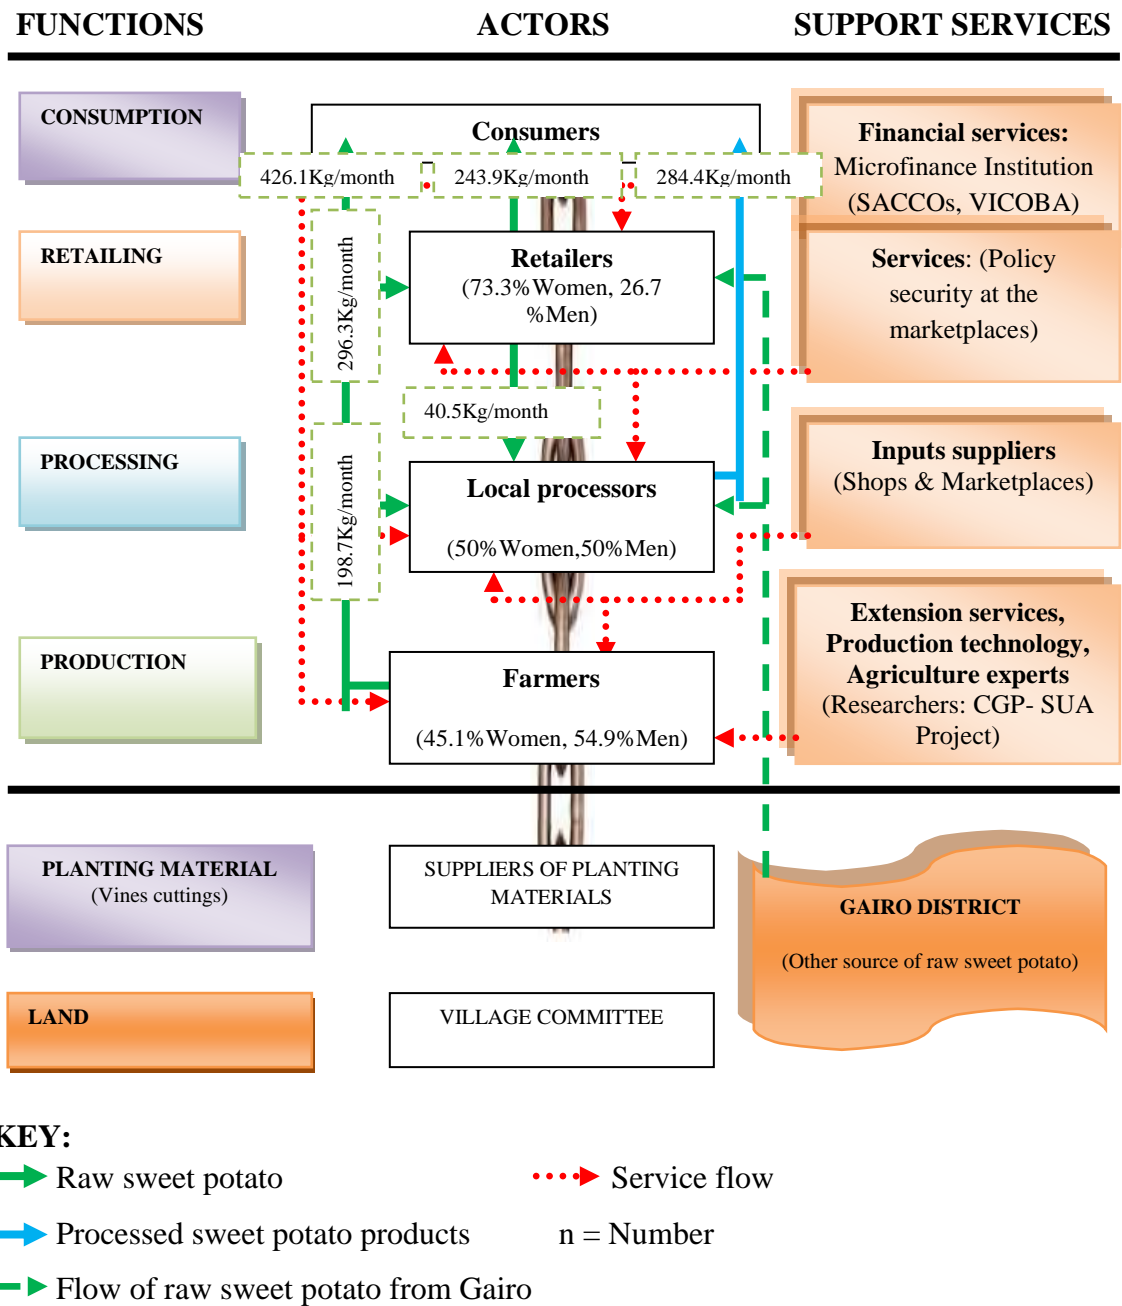 FUNCTIONS
ACTORS
SUPPORT SERVICES
CONSUMPTION
Consumers
426.1Kg/month
243.9Kg/month
284.4Kg/month
Financial services:
Microfinance Institution
(SACCOs, VICOBA)
RETAILING
296.3Kg/month
Retailers
(73.3%Women, 26.7
%Men)
Services: (Policy
security at the
marketplaces)
40.5Kg/month
PROCESSING
198.7Kg/month
Local processors
(50%Women,50%Men)
Inputs suppliers
(Shops & Marketplaces)
PRODUCTION
Farmers
(45.1%Women, 54.9%Men)
Extension services,
Production technology,
Agriculture experts
(Researchers: CGP- SUA
Project)
PLANTING MATERIAL
(Vines cuttings)
SUPPLIERS OF PLANTING
MATERIALS
GAIRO DISTRICT
(Other source of raw sweet potato)
LAND
VILLAGE COMMITTEE
KEY:
Raw sweet potato
Service flow
Processed sweet potato products
n = Number
Flow of raw sweet potato from Gairo